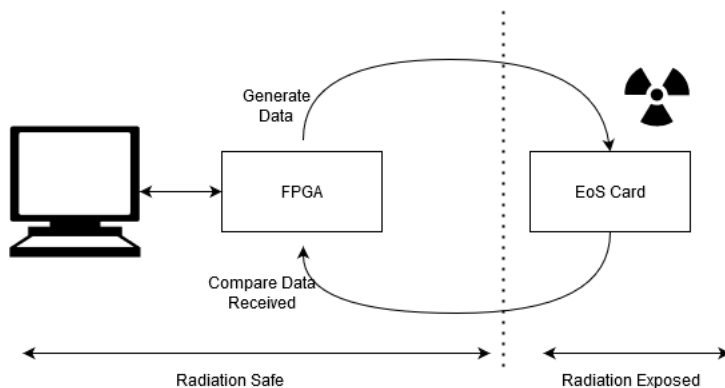 Generate
Data
FPGA
EoS Card
Compare Data
Received
Radiation Safe
Radiation Exposed